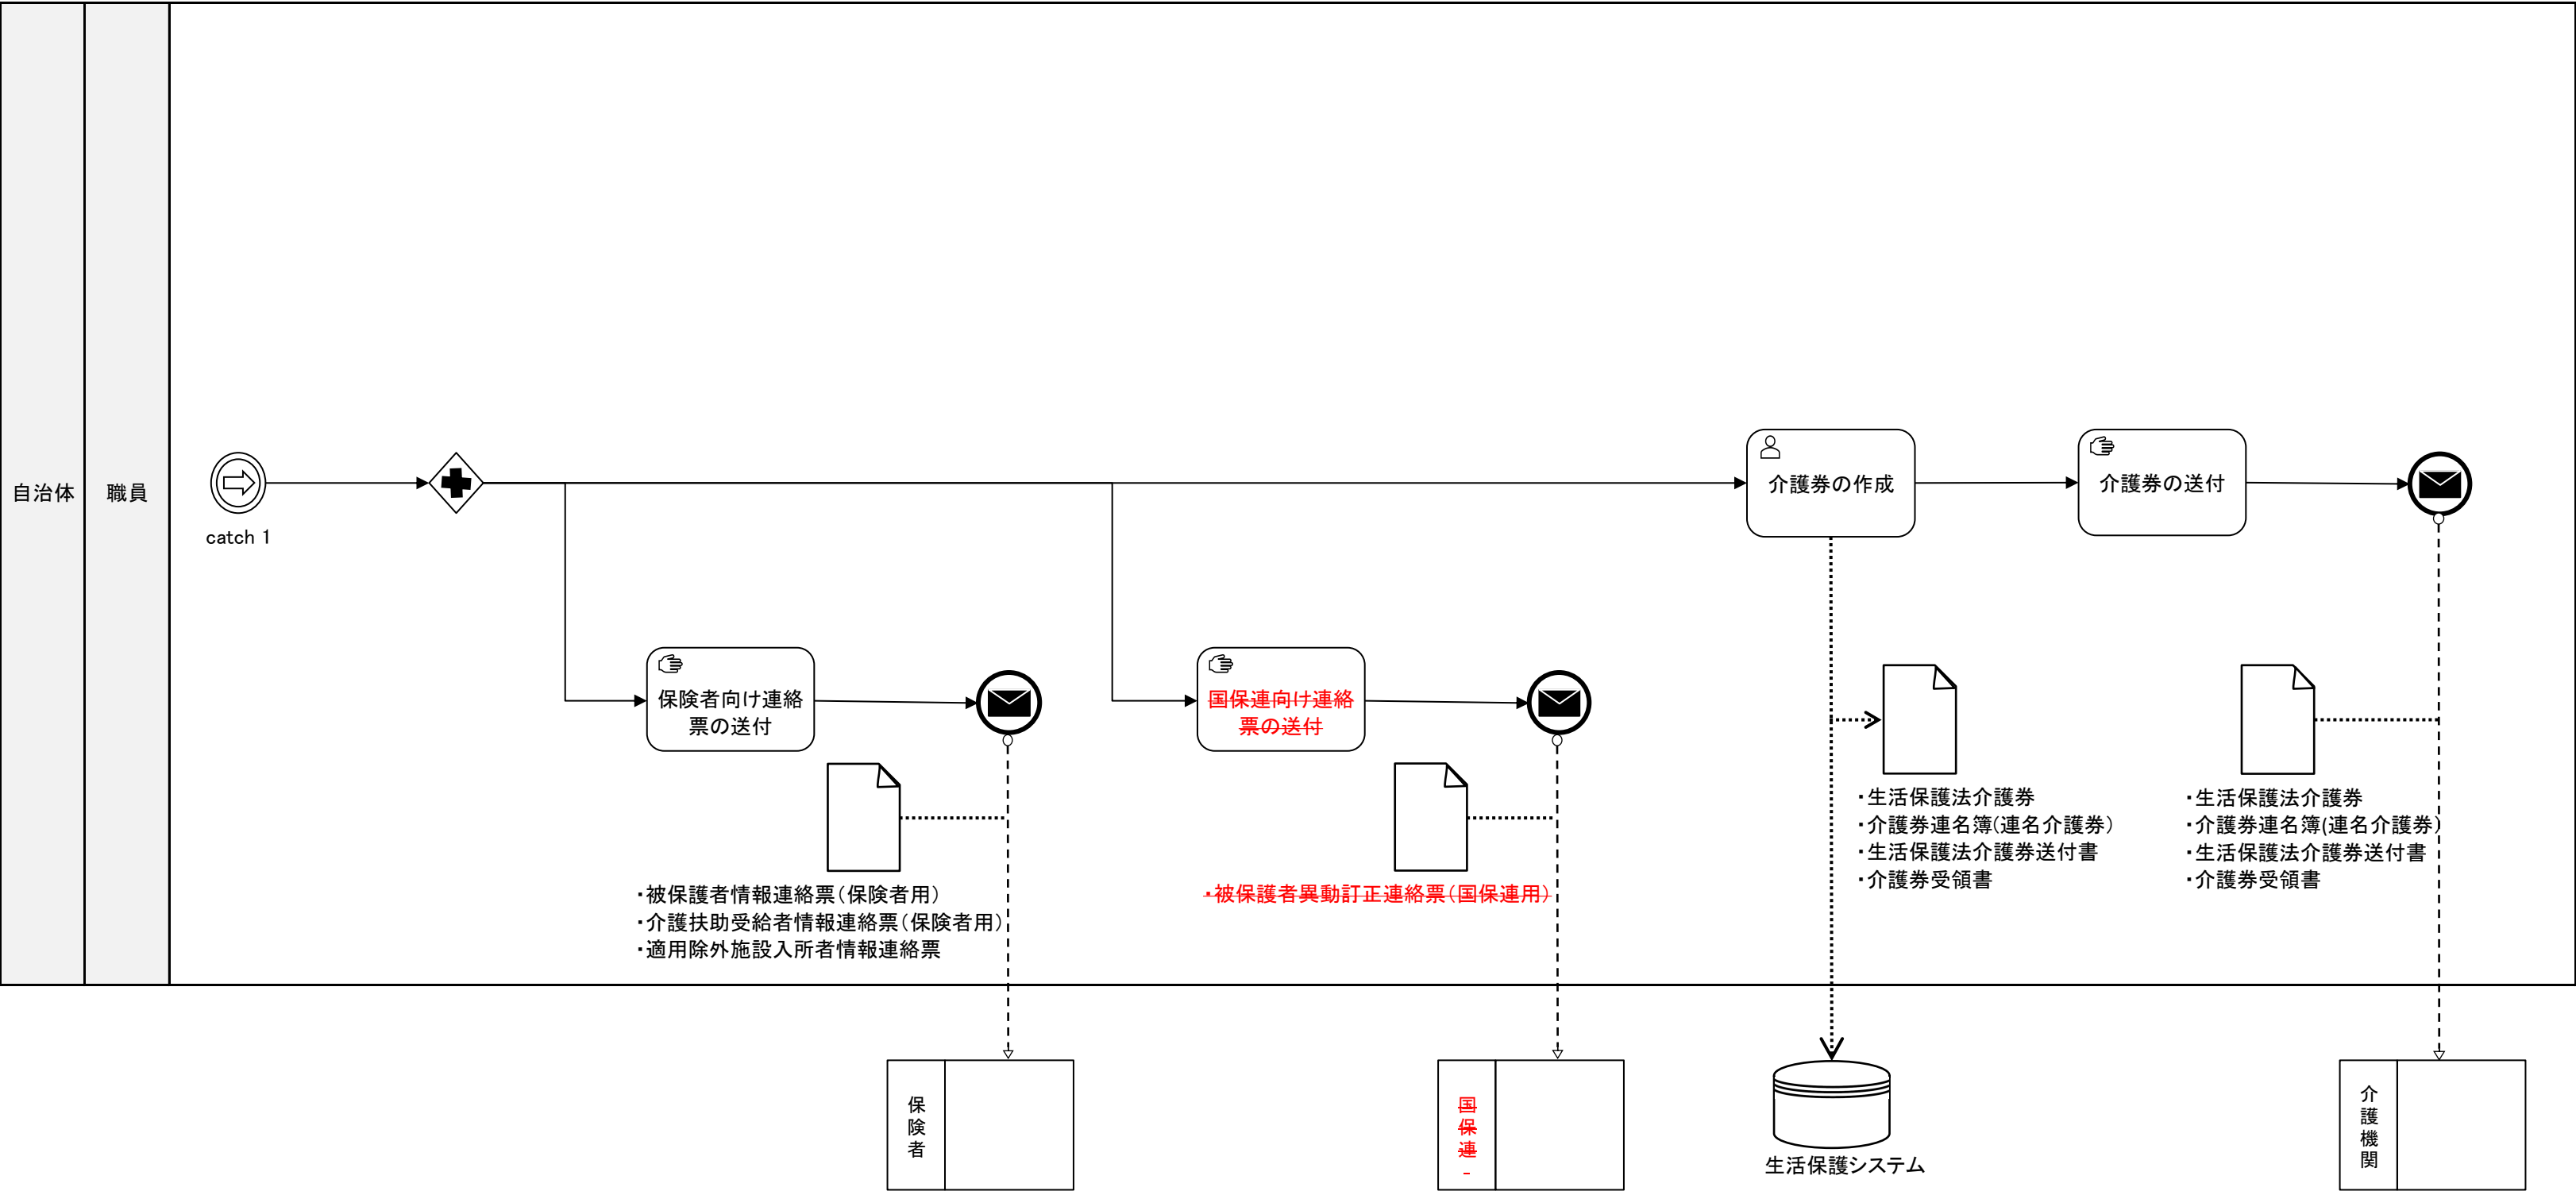 自治体
職員
catch 1
介護券の作成
介護券の送付
保険者向け連絡
票の送付
国保連向け連絡
票の送付
・被保護者情報連絡票(保険者用)
・介護扶助受給者情報連絡票(保険者用)
・適用除外施設入所者情報連絡票
・被保護者異動訂正連絡票(国保連用)
・生活保護法介護券
・介護券連名簿(連名介護券)
・生活保護法介護券送付書
・介護券受領書
・生活保護法介護券
・介護券連名簿(連名介護券)
・生活保護法介護券送付書
・介護券受領書
保険者
国保連
生活保護システム
介護機関